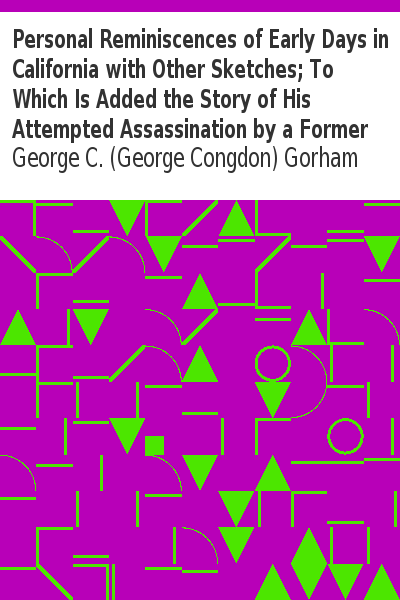 Personal Reminiscences of Early Days in
California with Other Sketches; To
Which Is Added the Story of His
Attempted Assassination by a Former
George C. (George Congdon) Gorham